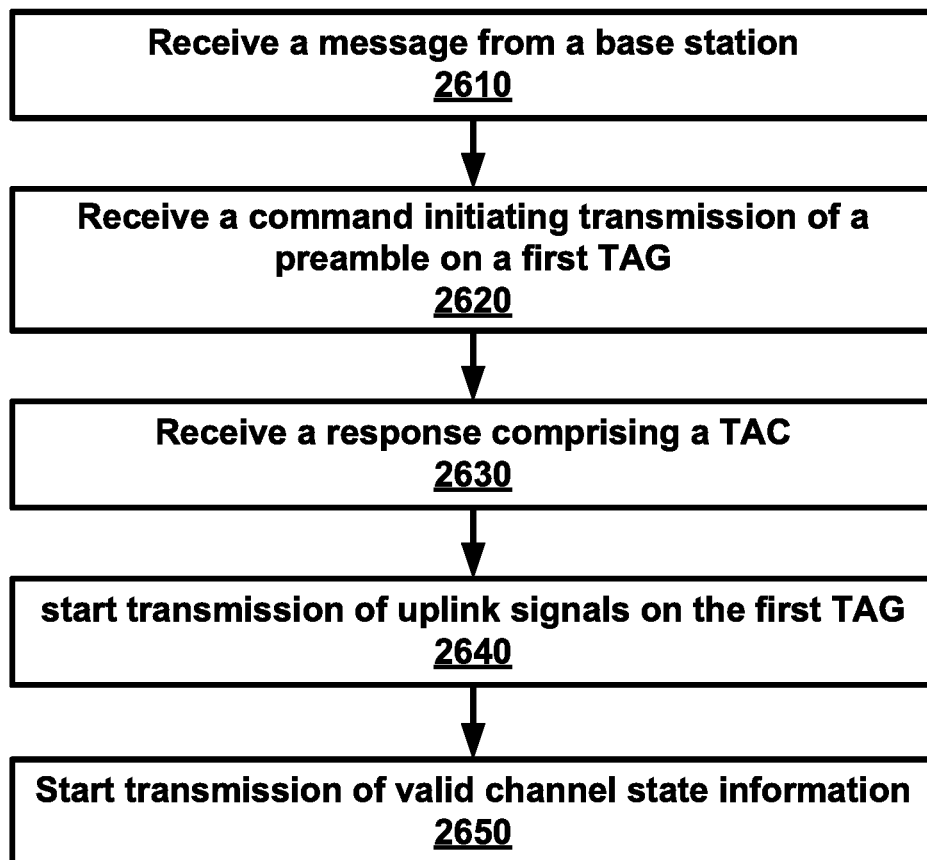 Receive a message from a base station
2610
Receive a command initiating transmission of a
preamble on a first TAG
2620
Receive a response comprising a TAC
2630
start transmission of uplink signals on the first TAG
2640
Start transmission of valid channel state information
2650